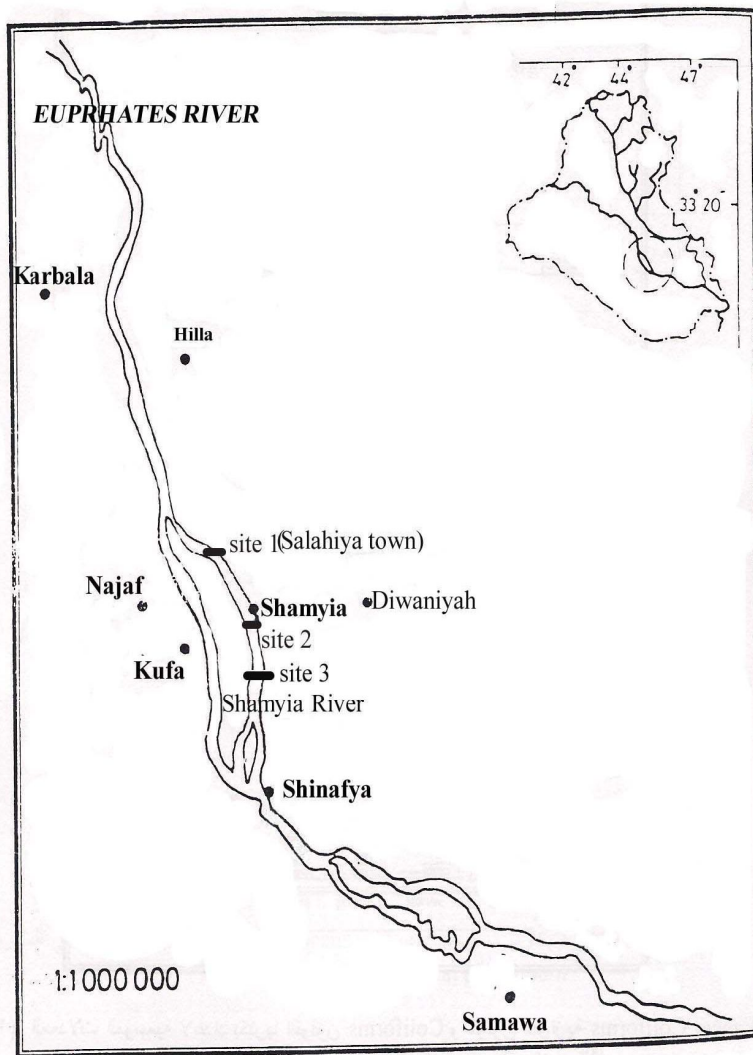 EUPRHATES RIVER
42°
44°
47°
33 20°
Karbala
Hilla
site 1(Salahiya town)
Najaf
Shamyia
Diwaniyah
site 2
Kufa
site 3
Shamyia River
Shinafya
1:1000 000
Samawa